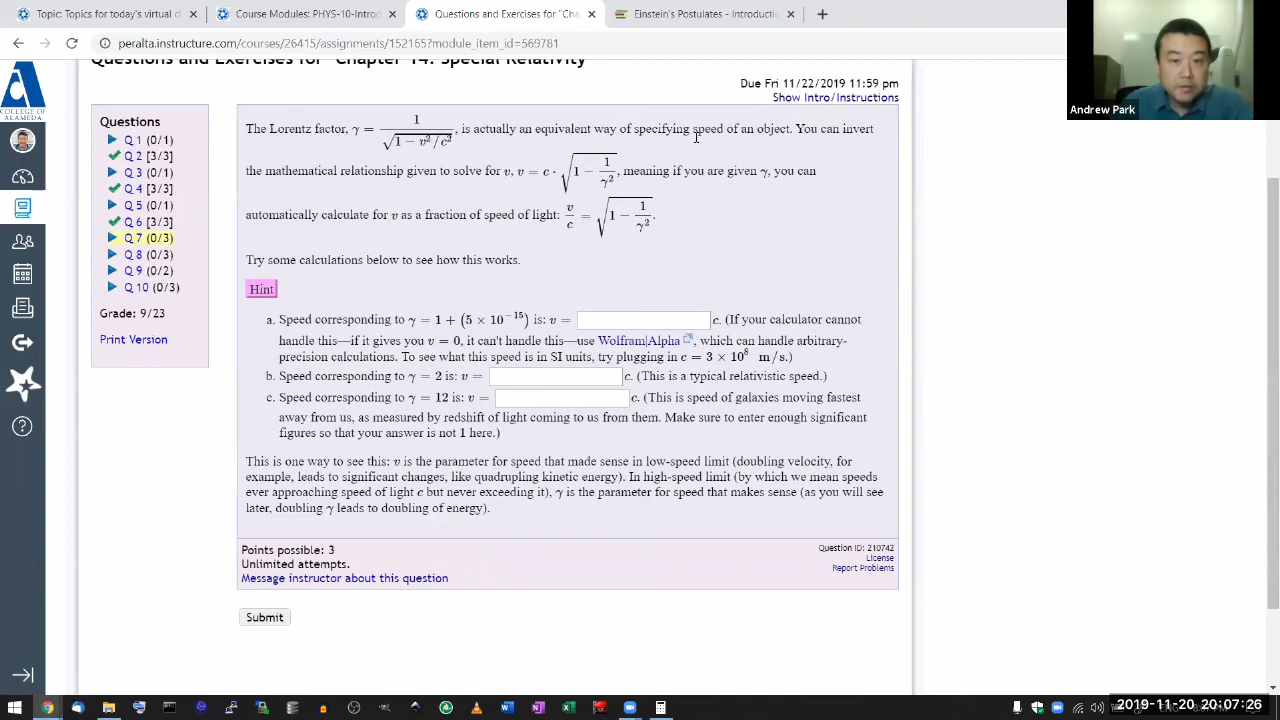 Topic: Topics for today's virtual c
Course Modules: PHYS-10-Introd
Questions and Exercises for "Cha
Einstein's Postulates - Introducti
peralta.instructure.com/courses/26415/assignments/152165?module_item_id=569781
Andrew Park
COLLEGE OF
ALAMEDA
Questions and Exercises for "Chapter 14: Special Relativity"
Due Fri 11/22/2019 11:59 pm
Show Intro/Instructions
Questions
Q 1 (0/1)
Q 2 [3/3]
Q 3 (0/1)
Q 4 [3/3]
Q 5 (0/1)
Q 6 [3/3]
Q 7 (0/3)
Q 8 (0/3)
Q 9 (0/2)
Q 10 (0/3)
Grade: 9/23
Print Version
The Lorentz factor, γ = 1/√(1 − v²/c²), is actually an equivalent way of specifying speed of an object. You can invert
the mathematical relationship given to solve for v, v = c · √(1 − 1/γ²), meaning if you are given γ, you can
automatically calculate for v as a fraction of speed of light: v/c = √(1 − 1/γ²).
Try some calculations below to see how this works.
Hint
a. Speed corresponding to γ = 1 + (5 × 10⁻¹⁵) is: v = c. (If your calculator cannot
handle this—if it gives you v = 0, it can't handle this—use Wolfram|Alpha, which can handle arbitrary-
precision calculations. To see what this speed is in SI units, try plugging in c = 3 × 10⁸ m/s.)
b. Speed corresponding to γ = 2 is: v = c. (This is a typical relativistic speed.)
c. Speed corresponding to γ = 12 is: v = c. (This is speed of galaxies moving fastest
away from us, as measured by redshift of light coming to us from them. Make sure to enter enough significant
figures so that your answer is not 1 here.)
This is one way to see this: v is the parameter for speed that made sense in low-speed limit (doubling velocity, for
example, leads to significant changes, like quadrupling kinetic energy). In high-speed limit (by which we mean speeds
ever approaching speed of light c but never exceeding it), γ is the parameter for speed that makes sense (as you will see
later, doubling γ leads to doubling of energy).
Points possible: 3
Unlimited attempts.
Message instructor about this question
Question ID: 210742
License
Report Problems
Submit
2019-11-20 20:07:26